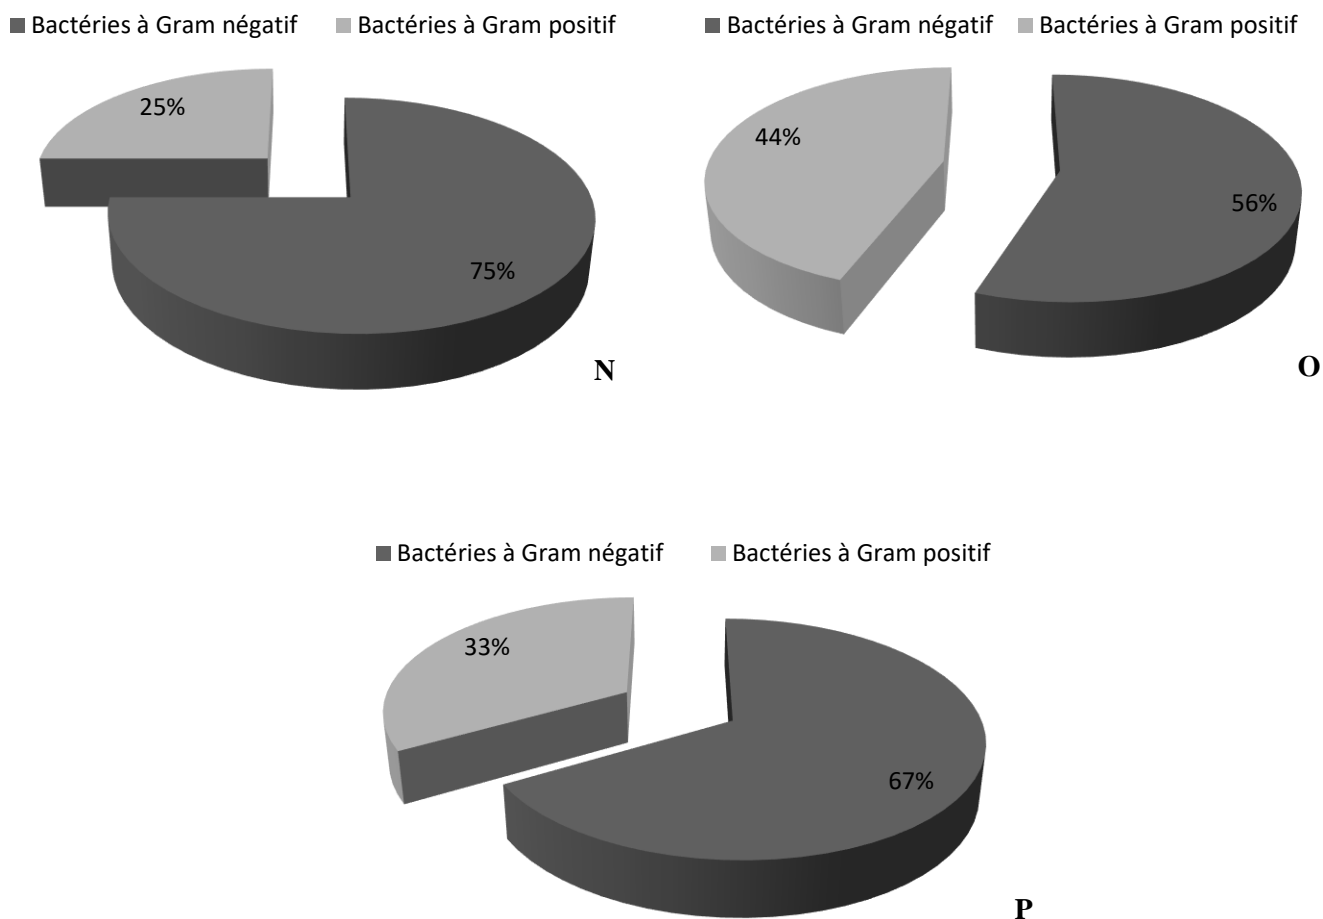 Bactéries à Gram négatif Bactéries à Gram positif
25%
75%
N
Bactéries à Gram négatif Bactéries à Gram positif
44%
56%
O
Bactéries à Gram négatif Bactéries à Gram positif
33%
67%
P